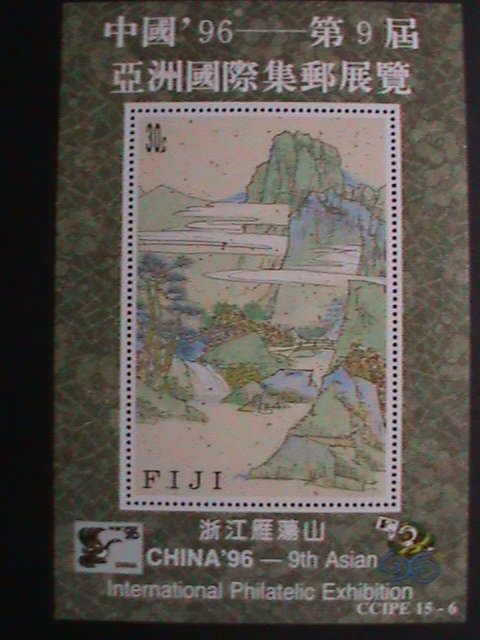 中國'96——第9屆
亞洲國際集郵展覽
30c
FIJI
浙江雁蕩山
'96
CHINA'96 — 9th Asian
International Philatelic Exhibition
CCIPE 15-6